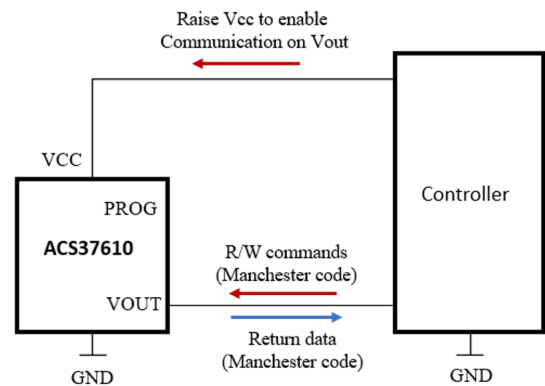 Raise Vcc to enable
Communication on Vout
VCC
PROG
ACS37610
VOUT
GND
R/W commands
(Manchester code)
Return data
(Manchester code)
Controller
GND